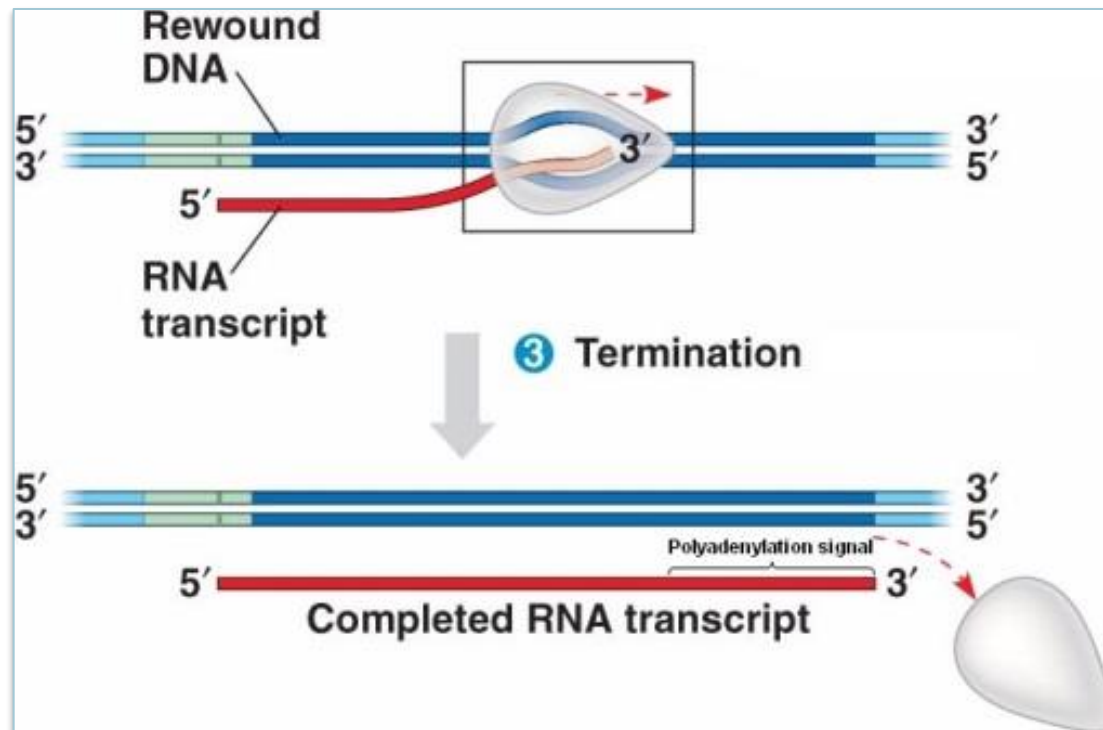 Rewound
DNA
5′
3′
3′
5′
3′
5′
RNA
transcript
3 Termination
5′
3′
3′
5′
Polyadenylation signal
5′
3′
Completed RNA transcript